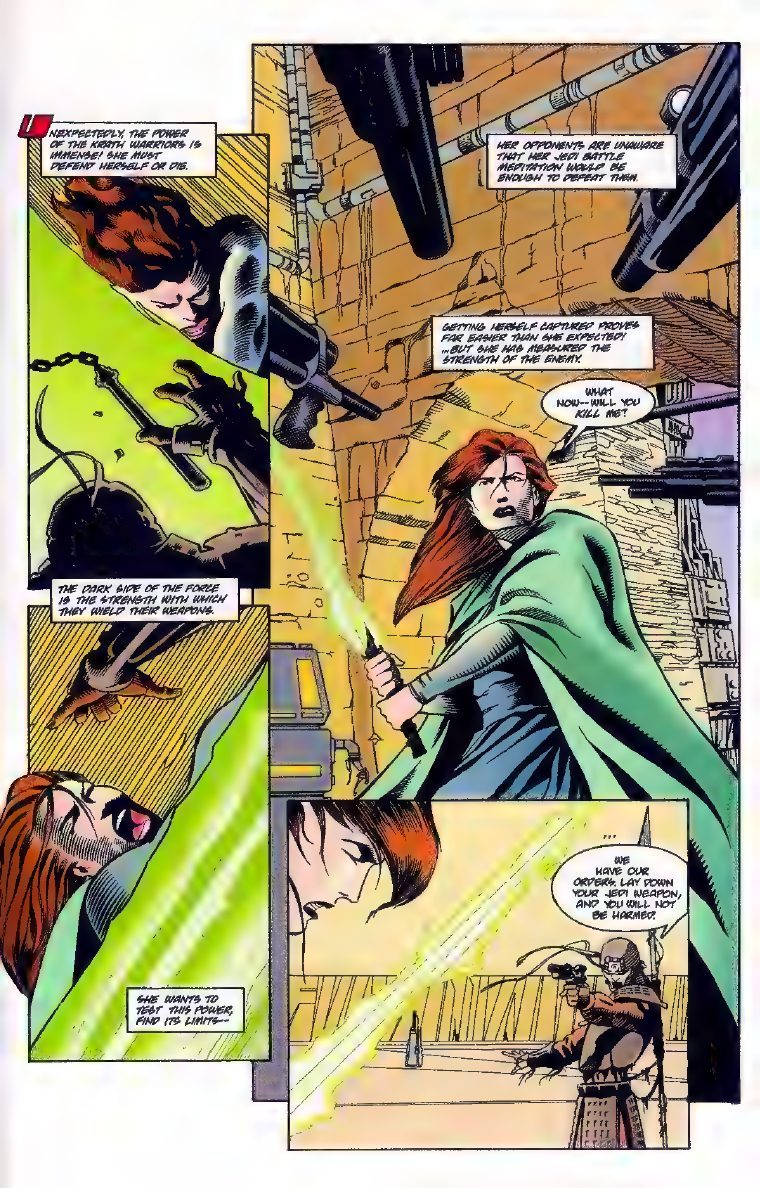 UNEXPECTEDLY, THE POWER
OF THE KRATH WARRIORS IS
IMMENSE! SHE MUST
DEFEND HERSELF OR DIE.
THE DARK SIDE OF THE FORCE
IS THE STRENGTH WITH WHICH
THEY WIELD THEIR WEAPONS.
SHE WANTS TO
TEST THIS POWER,
FIND ITS LIMITS--
HER OPPONENTS ARE UNAWARE
THAT HER JEDI BATTLE
MEDITATION WOULD BE
ENOUGH TO DEFEAT THEM.
GETTING HERSELF CAPTURED PROVES
FAR EASIER THAN SHE EXPECTED!
...BUT SHE HAS MEASURED THE
STRENGTH OF THE ENEMY.
WHAT
NOW--WILL YOU
KILL ME?
...
WE
HAVE OUR
ORDERS. LAY DOWN
YOUR JEDI WEAPON,
AND YOU WILL NOT
BE HARMED.